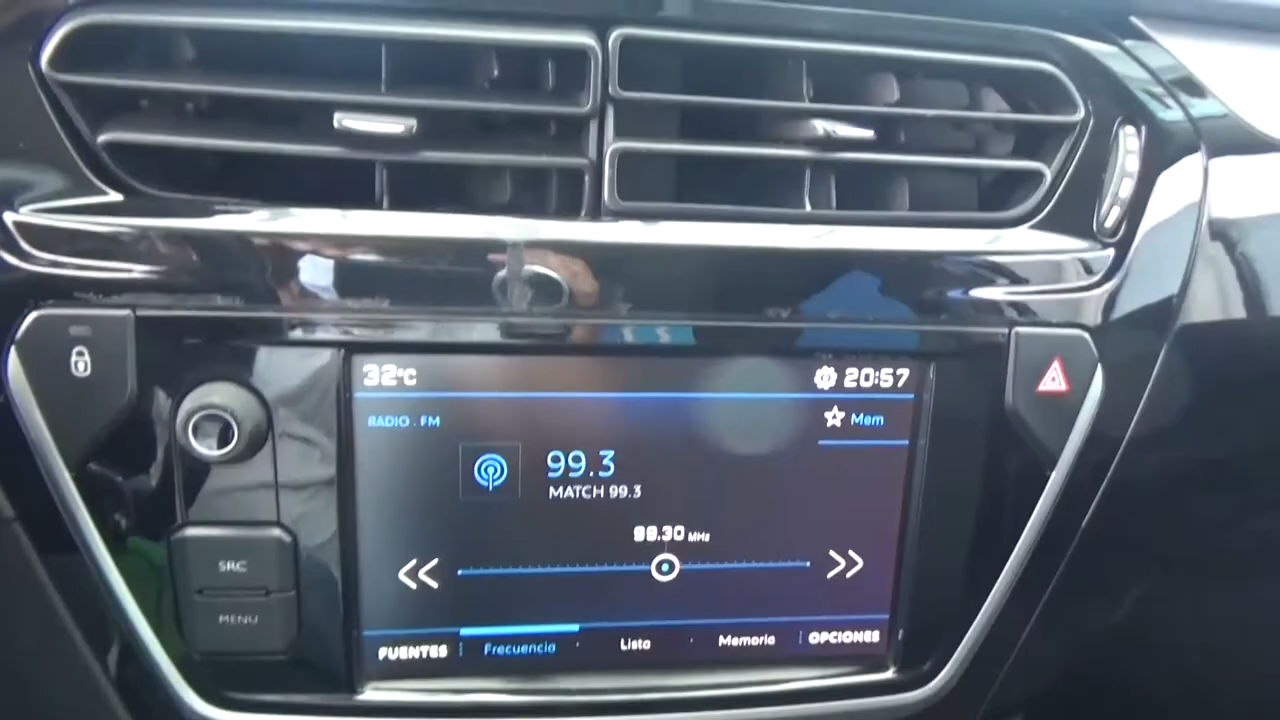 32°C
20:57
RADIO . FM
Mem
99.3
MATCH 99.3
99.30 MHz
SRC
MENU
FUENTES
Frecuencia
Lista
Memoria
OPCIONES